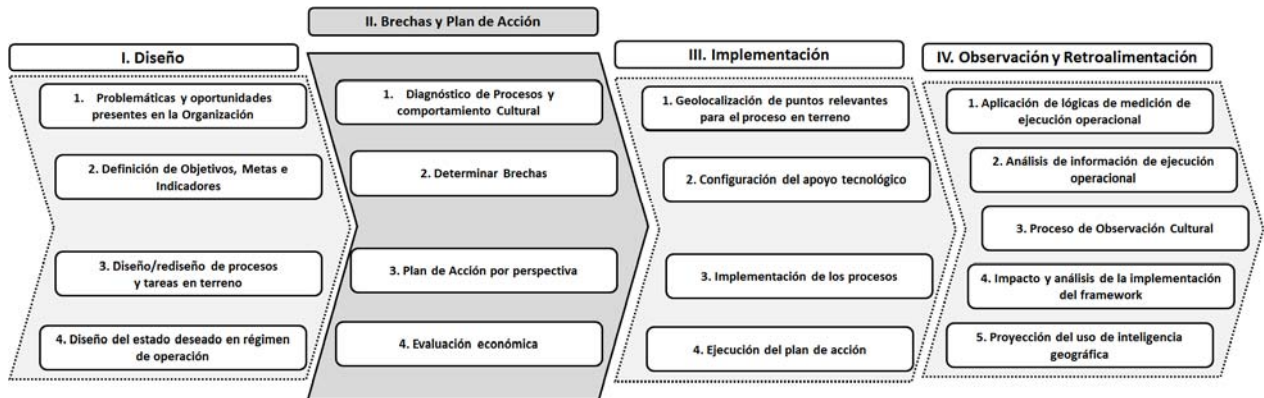 I. Diseño
1. Problemáticas y oportunidades
presentes en la Organización
2. Definición de Objetivos, Metas e
Indicadores
3. Diseño/rediseño de procesos
y tareas en terreno
4. Diseño del estado deseado en régimen
de operación
II. Brechas y Plan de Acción
1. Diagnóstico de Procesos y
comportamiento Cultural
2. Determinar Brechas
3. Plan de Acción por perspectiva
4. Evaluación económica
III. Implementación
1. Geolocalización de puntos relevantes
para el proceso en terreno
2. Configuración del apoyo tecnológico
3. Implementación de los procesos
4. Ejecución del plan de acción
IV. Observación y Retroalimentación
1. Aplicación de lógicas de medición de
ejecución operacional
2. Análisis de información de ejecución
operacional
3. Proceso de Observación Cultural
4. Impacto y análisis de la implementación
del framework
5. Proyección del uso de inteligencia
geográfica